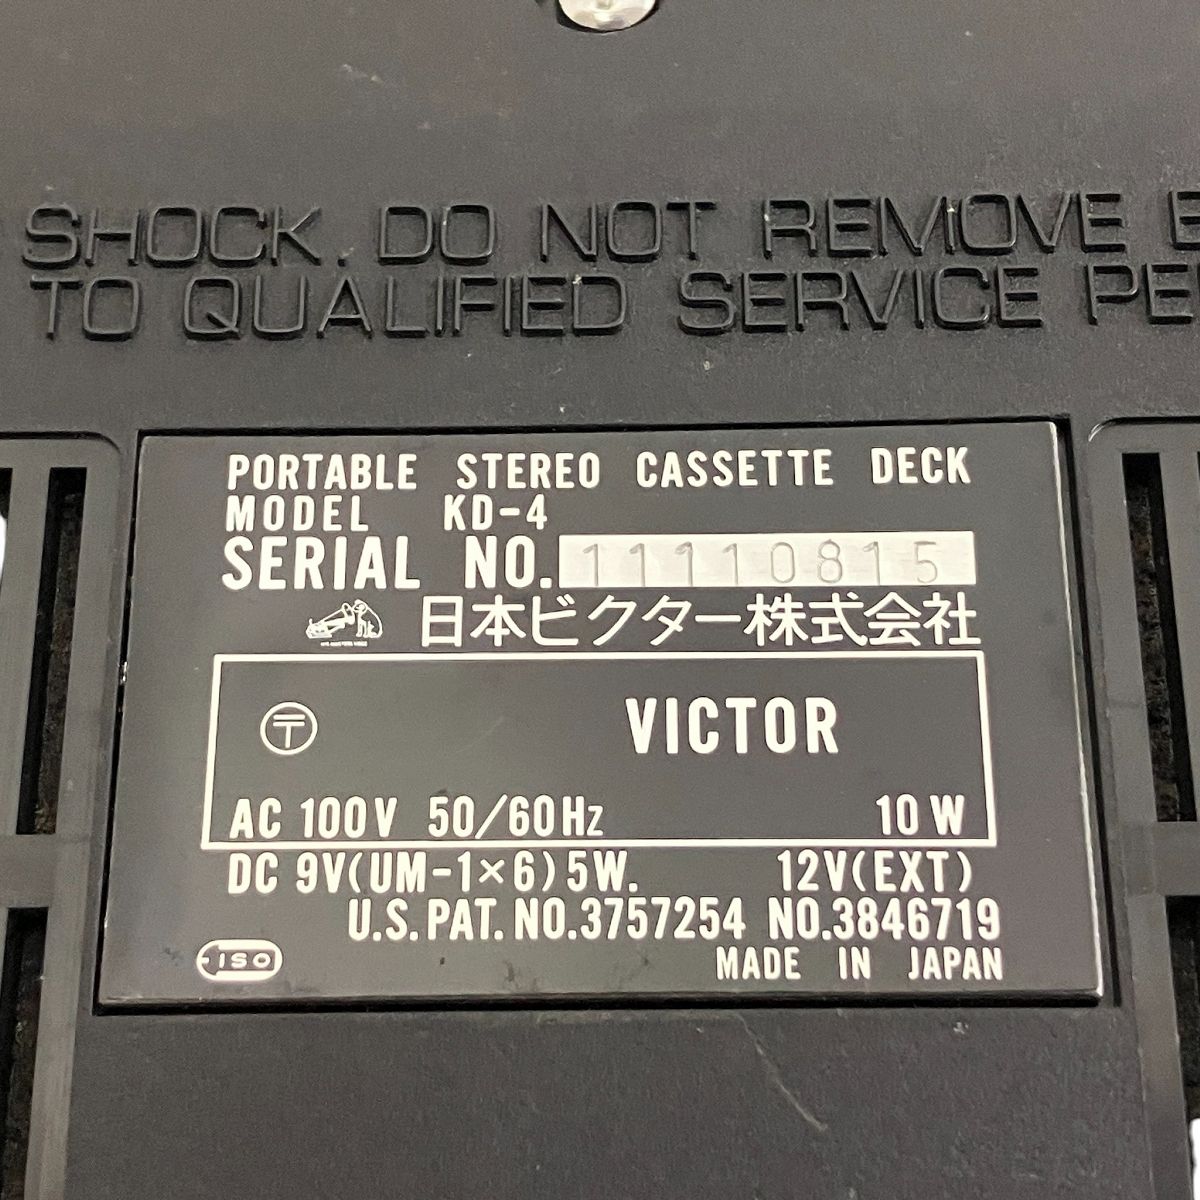 SHOCK. DO NOT REMOVE
TO QUALIFIED SERVICE
PORTABLE STEREO CASSETTE DECK
MODEL KD-4
SERIAL NO. 11110815
日本ビクター株式会社
〒 VICTOR
AC 100V 50/60Hz 10W
DC 9V(UM-1×6)5W. 12V(EXT)
U.S.PAT.NO.3757254 NO.3846719
ISO
MADE IN JAPAN